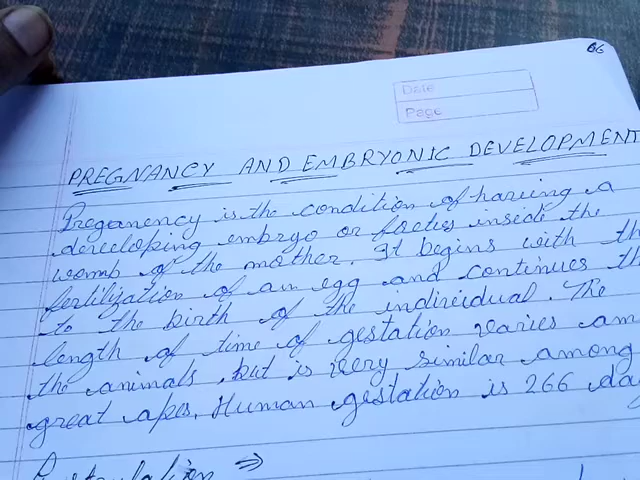 66
Date
Page
PREGNANCY AND EMBRYONIC DEVELOPMENT
Pregnancy is the condition of having a
developing embryo or foetus inside the
womb of the mother. It begins with th
fertilization of an egg and continues th
to the birth of the individual. The
length of time of gestation varies am
the animals, but is very similar among
great apes. Human gestation is 266 da
⇒